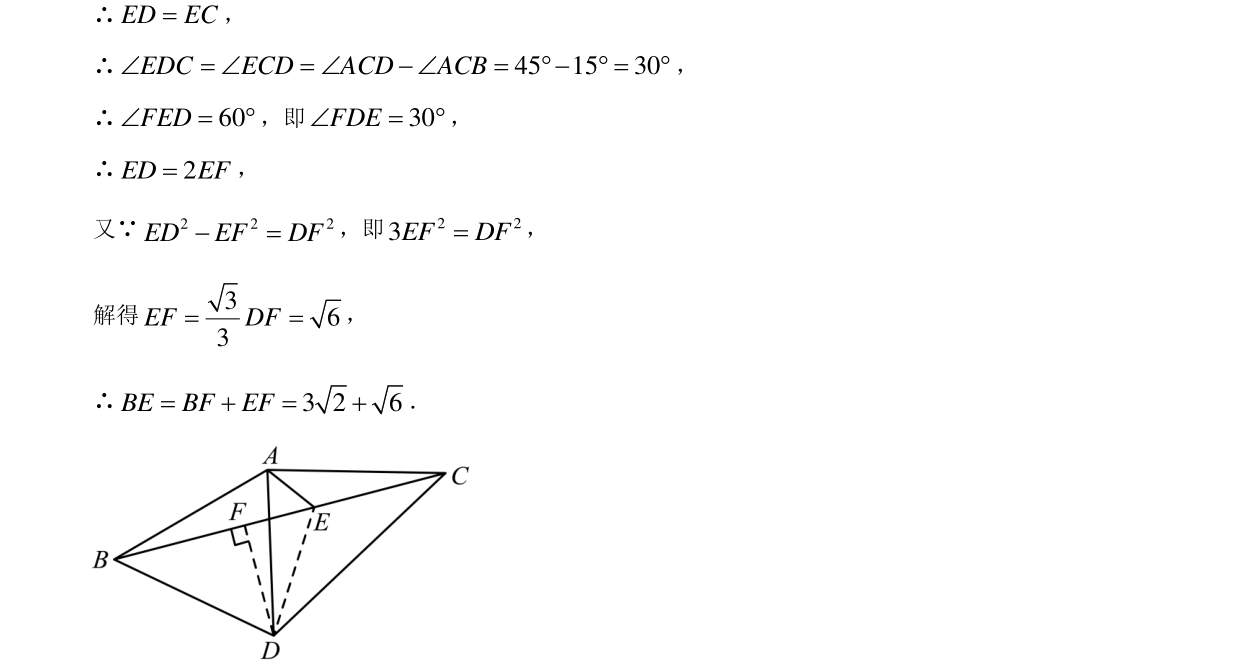 ∴ ED = EC，
∴ ∠EDC = ∠ECD = ∠ACD − ∠ACB = 45° − 15° = 30°，
∴ ∠FED = 60°，即 ∠FDE = 30°，
∴ ED = 2EF，
又∵ ED² − EF² = DF²，即 3EF² = DF²，
解得 EF = √3/3 DF = √6，
∴ BE = BF + EF = 3√2 + √6．
A
C
F
E
B
D